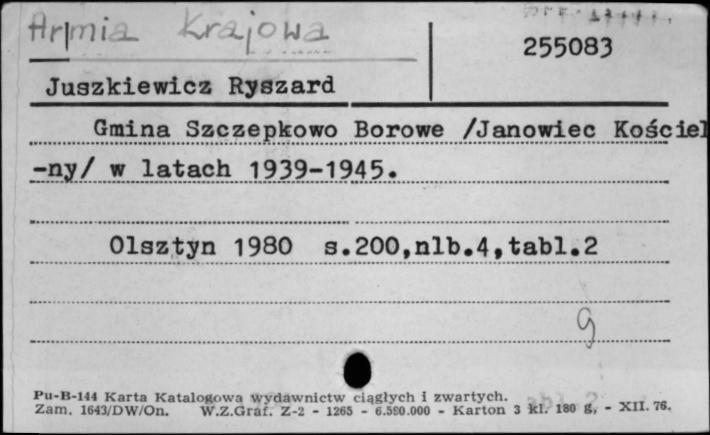 Armia Krajowa
255083
Juszkiewicz Ryszard
Gmina Szczepkowo Borowe /Janowiec Kościel
-ny/ w latach 1939-1945.
Olsztyn 1980 s.200,nlb.4,tabl.2
g
Pu-B-144 Karta Katalogowa wydawnictw ciągłych i zwartych.
Zam. 1643/DW/On. W.Z.Graf. Z-2 - 1265 - 6.590.000 - Karton 3 kl. 180 g. - XII. 76.